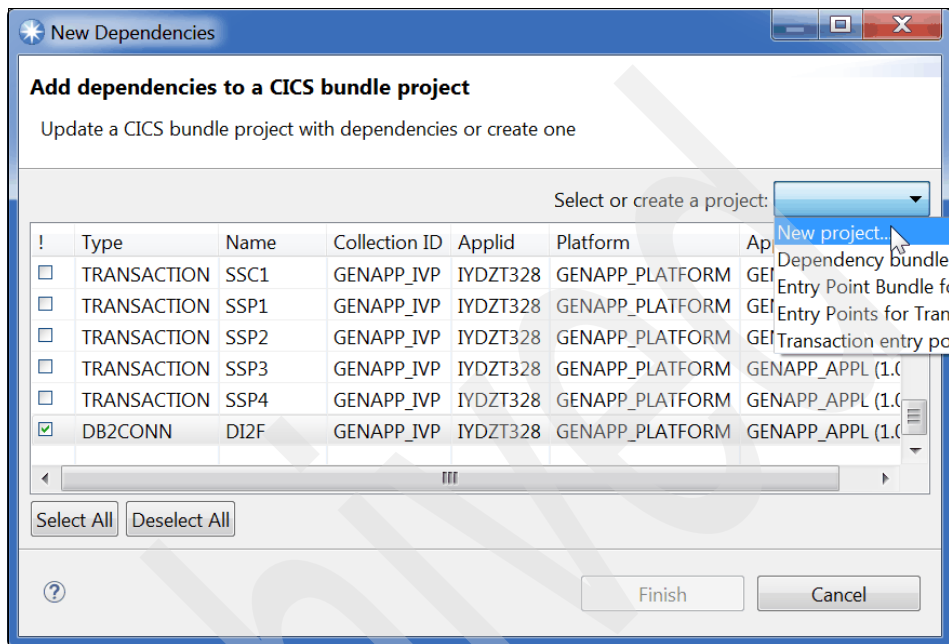 New Dependencies
Add dependencies to a CICS bundle project
Update a CICS bundle project with dependencies or create one
Select or create a project:
New project...
Dependency bundle
Entry Point Bundle fo
Entry Points for Tran
Transaction entry po
! Type Name Collection ID Applid Platform Ap
TRANSACTION SSC1 GENAPP_IVP IYDZT328 GENAPP_PLATFORM GE
TRANSACTION SSP1 GENAPP_IVP IYDZT328 GENAPP_PLATFORM GE
TRANSACTION SSP2 GENAPP_IVP IYDZT328 GENAPP_PLATFORM GE
TRANSACTION SSP3 GENAPP_IVP IYDZT328 GENAPP_PLATFORM GENAPP_APPL (1.0
TRANSACTION SSP4 GENAPP_IVP IYDZT328 GENAPP_PLATFORM GENAPP_APPL (1.0
DB2CONN DI2F GENAPP_IVP IYDZT328 GENAPP_PLATFORM GENAPP_APPL (1.0
Select All Deselect All
? Finish Cancel